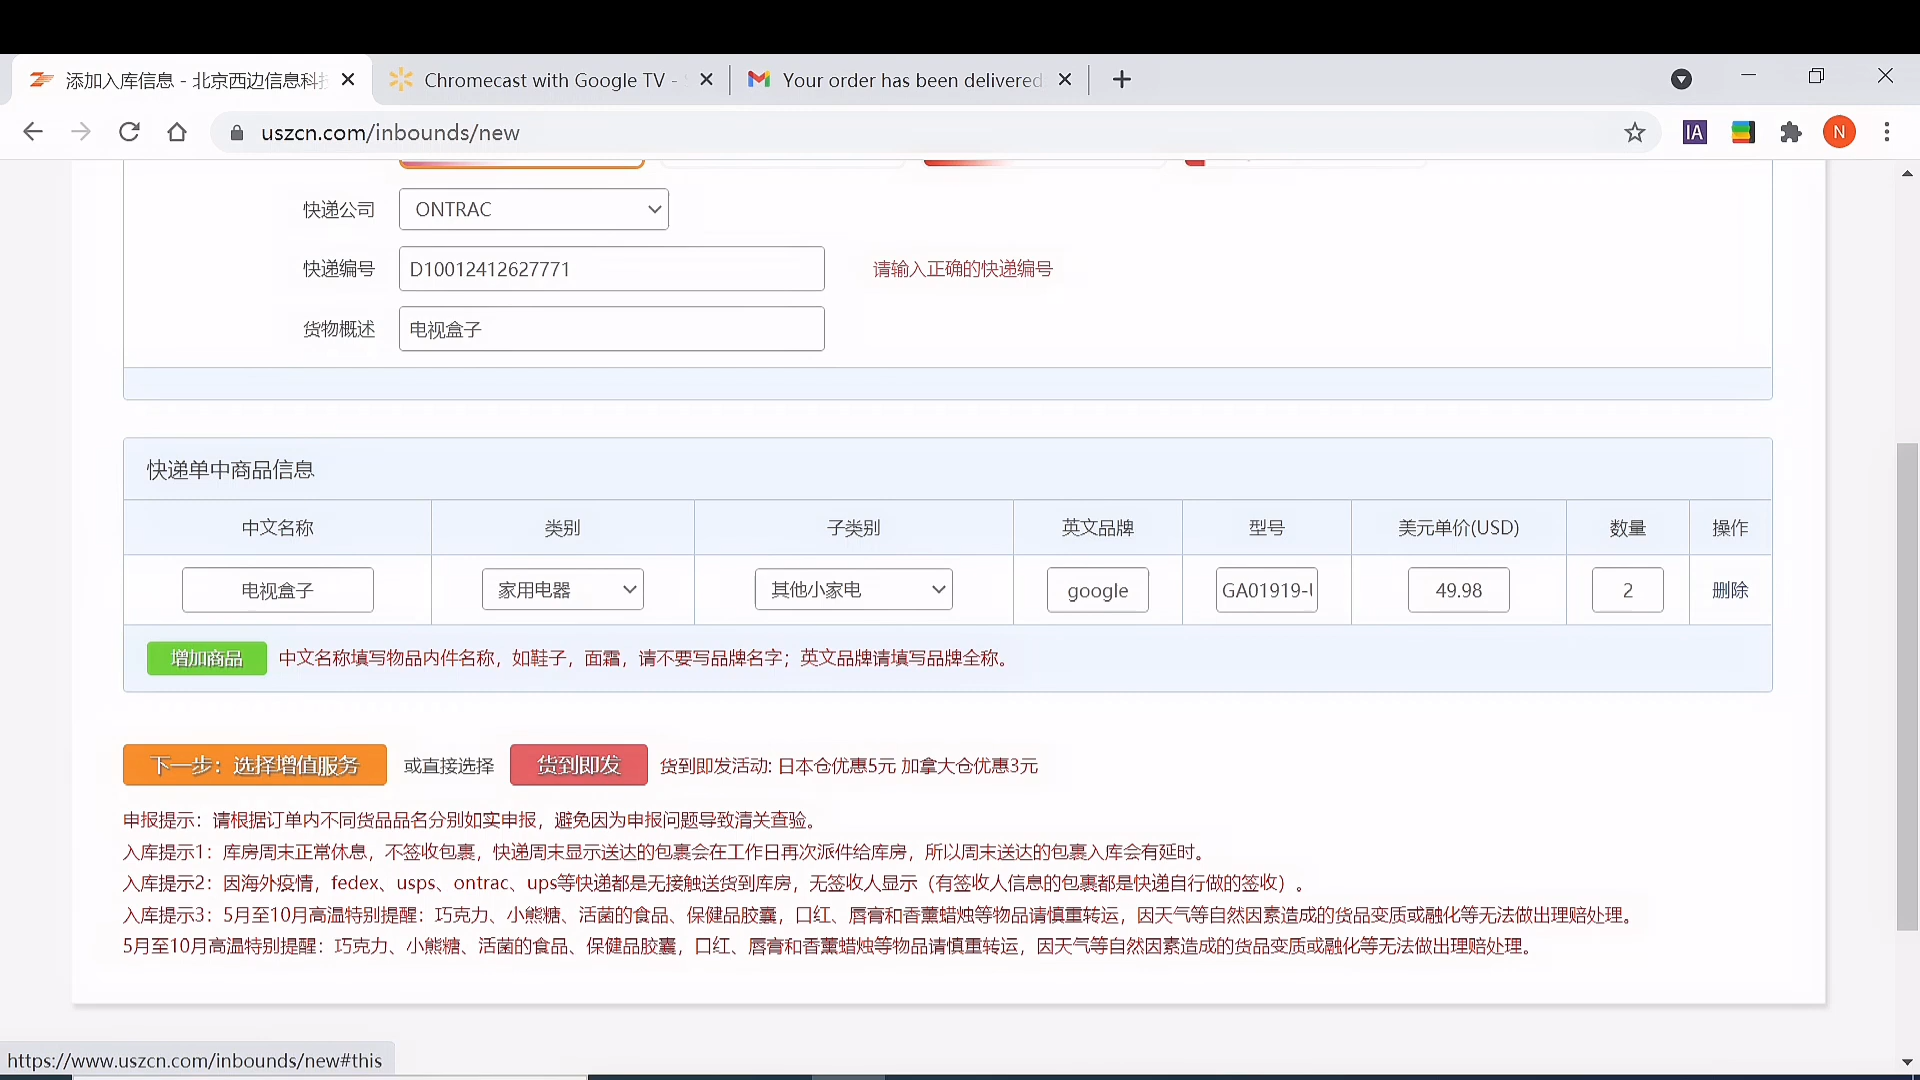 添加入库信息 - 北京西边信息科技
Chromecast with Google TV -
Your order has been delivered
uszcn.com/inbounds/new
IA
N
快递公司
ONTRAC
快递编号
D10012412627771
请输入正确的快递编号
货物概述
电视盒子
快递单中商品信息
中文名称 类别 子类别 英文品牌 型号 美元单价(USD) 数量 操作
电视盒子 家用电器 其他小家电 google GA01919- 49.98 2 删除
增加商品 中文名称填写物品内件名称，如鞋子，面霜，请不要写品牌名字；英文品牌请填写品牌全称。
下一步：选择增值服务 或直接选择 货到即发 货到即发活动: 日本仓优惠5元 加拿大仓优惠3元
申报提示：请根据订单内不同货品品名分别如实申报，避免因为申报问题导致清关查验。
入库提示1：库房周末正常休息，不签收包裹，快递周末显示送达的包裹会在工作日再次派件给库房，所以周末送达的包裹入库会有延时。
入库提示2：因海外疫情，fedex、usps、ontrac、ups等快递都是无接触送货到库房，无签收人显示（有签收人信息的包裹都是快递自行做的签收）。
入库提示3：5月至10月高温特别提醒：巧克力、小熊糖、活菌的食品、保健品胶囊，口红、唇膏和香薰蜡烛等物品请慎重转运，因天气等自然因素造成的货品变质或融化等无法做出理赔处理。
5月至10月高温特别提醒：巧克力、小熊糖、活菌的食品、保健品胶囊，口红、唇膏和香薰蜡烛等物品请慎重转运，因天气等自然因素造成的货品变质或融化等无法做出理赔处理。
https://www.uszcn.com/inbounds/new#this